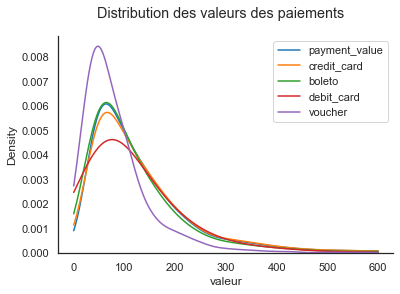 Distribution des valeurs des paiements
payment_value
credit_card
boleto
debit_card
voucher
Density
0.008
0.007
0.006
0.005
0.004
0.003
0.002
0.001
0.000
0
100
200
300
400
500
600
valeur